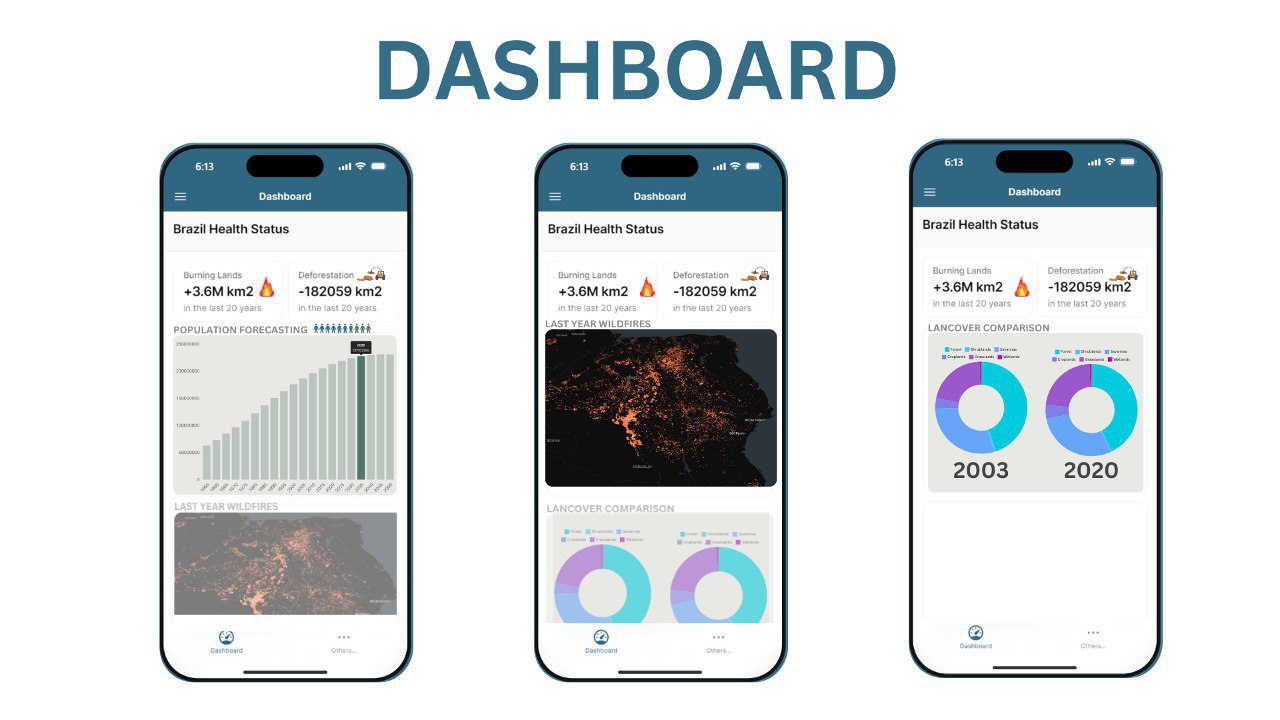 DASHBOARD
6:13
Dashboard
Brazil Health Status
Burning Lands
+3.6M km2
in the last 20 years
Deforestation
-182059 km2
in the last 20 years
POPULATION FORECASTING
LAST YEAR WILDFIRES
Dashboard
Others...
6:13
Dashboard
Brazil Health Status
Burning Lands
+3.6M km2
in the last 20 years
Deforestation
-182059 km2
in the last 20 years
LAST YEAR WILDFIRES
PARAGUAY
LANCOVER COMPARISON
Forest Shrublands Savannas
Croplands Grasslands Wetlands
Forest Shrublands Savannas
Croplands Grasslands Wetlands
Dashboard
Others...
6:13
Dashboard
Brazil Health Status
Burning Lands
+3.6M km2
in the last 20 years
Deforestation
-182059 km2
in the last 20 years
LANCOVER COMPARISON
Forest Shrublands Savannas
Croplands Grasslands Wetlands
Forest Shrublands Savannas
Croplands Grasslands Wetlands
2003
2020
Dashboard
Others...